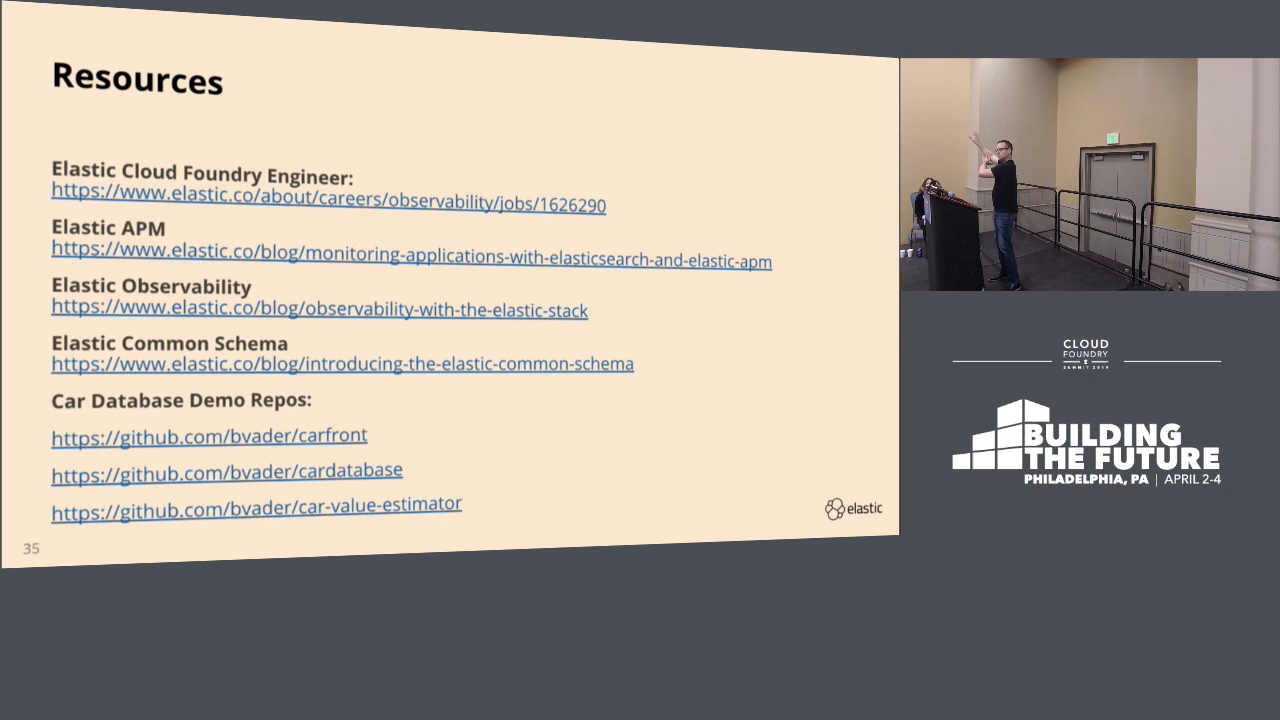 Resources
Elastic Cloud Foundry Engineer:
https://www.elastic.co/about/careers/observability/jobs/1626290
Elastic APM
https://www.elastic.co/blog/monitoring-applications-with-elasticsearch-and-elastic-apm
Elastic Observability
https://www.elastic.co/blog/observability-with-the-elastic-stack
Elastic Common Schema
https://www.elastic.co/blog/introducing-the-elastic-common-schema
Car Database Demo Repos:
https://github.com/bvader/carfront
https://github.com/bvader/cardatabase
https://github.com/bvader/car-value-estimator
elastic
35
CLOUD
FOUNDRY
SUMMIT 2019
BUILDING
THE FUTURE
PHILADELPHIA, PA | APRIL 2-4